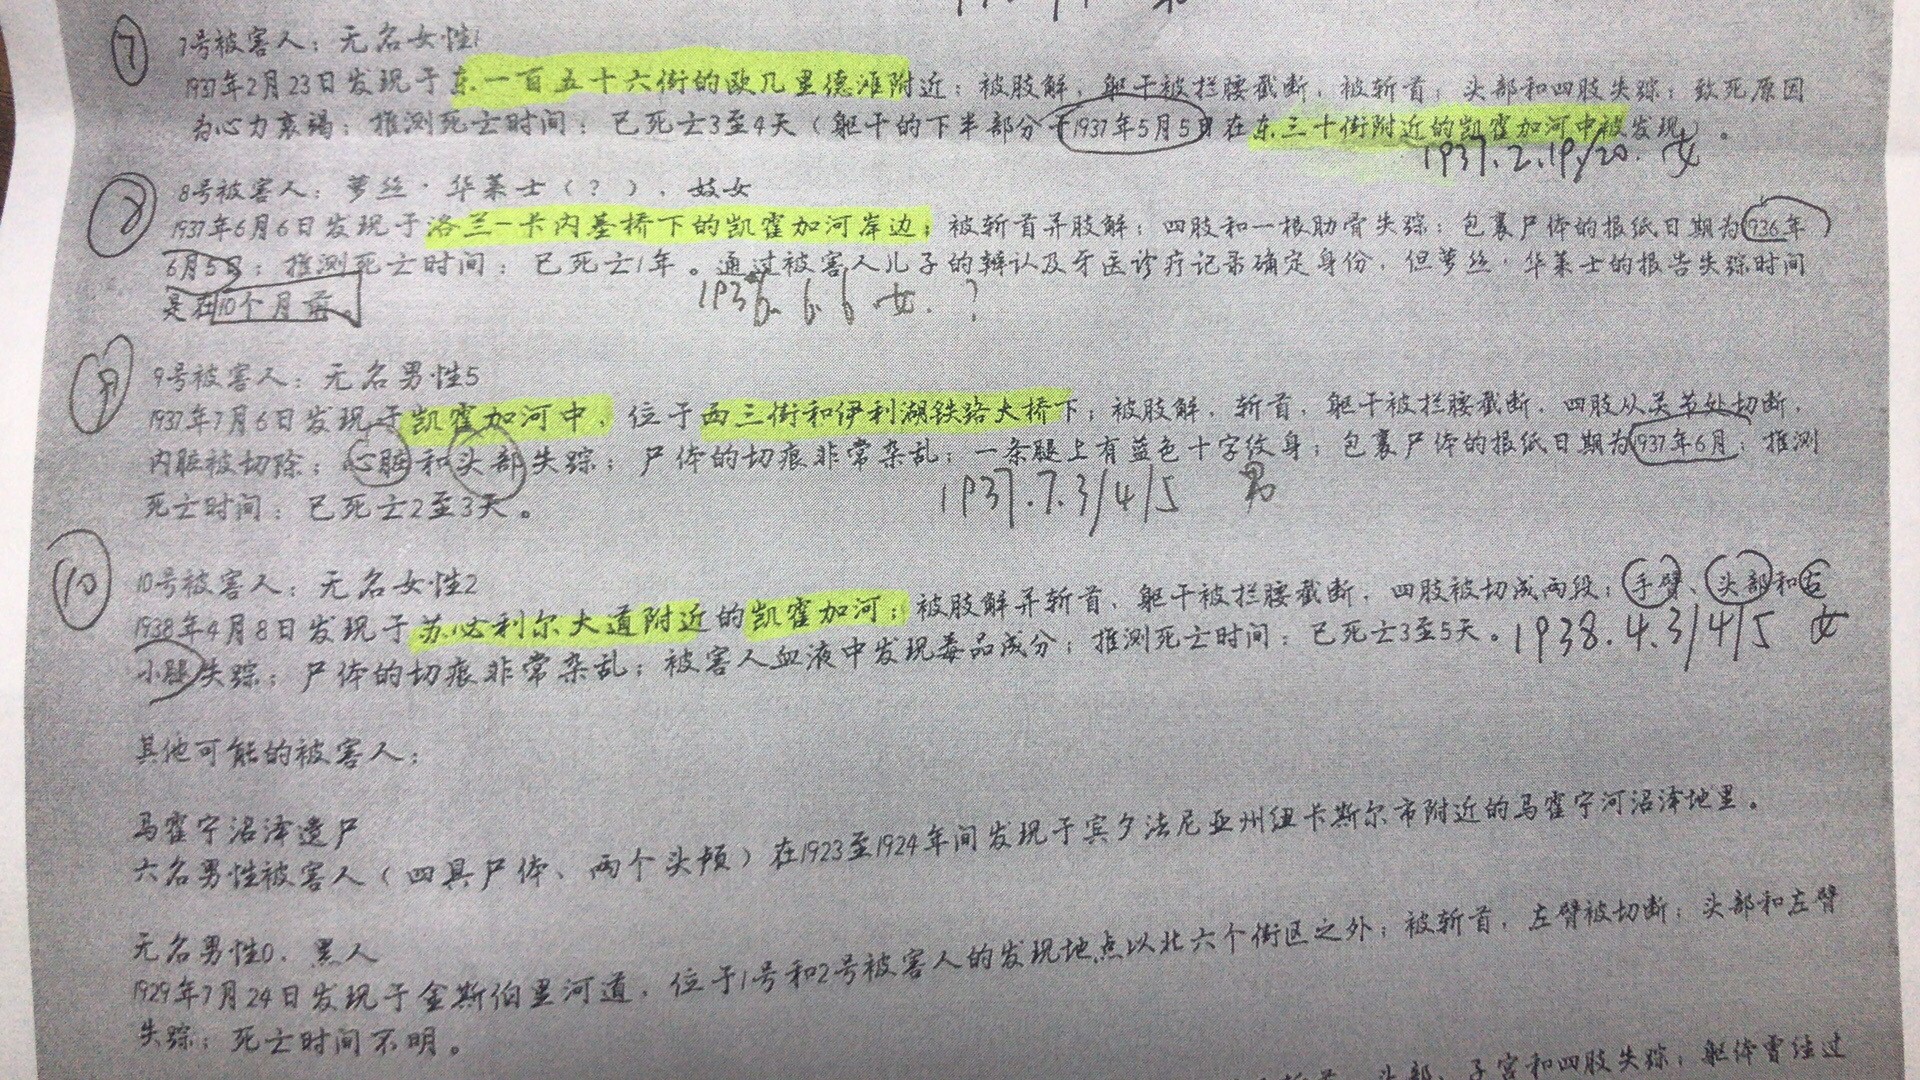 ⑦ 7号被害人：无名女性1
1937年2月23日发现于东一百五十六街的欧几里德滩附近；被肢解，躯干被拦腰截断，被斩首；头部和四肢失踪；致死原因
为心力衰竭；推测死亡时间：已死亡3至4天（躯干的下半部分于1937年5月5日在东三十街附近的凯霍加河中被发现）。
1937.2.19/20. 女
⑧ 8号被害人：萝丝·华莱士（？），妓女
1937年6月6日发现于洛兰-卡内基桥下的凯霍加河岸边；被斩首并肢解；四肢和一根肋骨失踪；包裹尸体的报纸日期为1936年
6月5日；推测死亡时间：已死亡1年。通过被害人儿子的辨认及牙医诊疗记录确定身份，但萝丝·华莱士的报告失踪时间
是在10个月前。
1936. 6. 6 女. ？
⑨ 9号被害人：无名男性5
1937年7月6日发现于凯霍加河中，位于西三街和伊利湖铁路大桥下；被肢解，斩首，躯干被拦腰截断，四肢从关节处切断，
内脏被切除；心脏和头部失踪；尸体的切痕非常杂乱；一条腿上有蓝色十字纹身；包裹尸体的报纸日期为1937年6月；推测
死亡时间：已死亡2至3天。
1937.7.3/4/5 男
⑩ 10号被害人：无名女性2
1938年4月8日发现于苏必利尔大道附近的凯霍加河；被肢解并斩首，躯干被拦腰截断，四肢被切成两段；手臂、头部和右
小腿失踪；尸体的切痕非常杂乱；被害人血液中发现毒品成分；推测死亡时间：已死亡3至5天。
1938.4.3/4/5 女
其他可能的被害人：
马霍宁沼泽遗尸
六名男性被害人（四具尸体、两个头颅）在1923至1924年间发现于宾夕法尼亚州纽卡斯尔市附近的马霍宁河沼泽地里。
无名男性0，黑人
1929年7月24日发现于金斯伯里河道，位于1号和2号被害人的发现地点以北六个街区之外；被斩首，左臂被切断；头部和左臂
失踪；死亡时间不明。
头部、子宫和四肢失踪；躯体曾经过